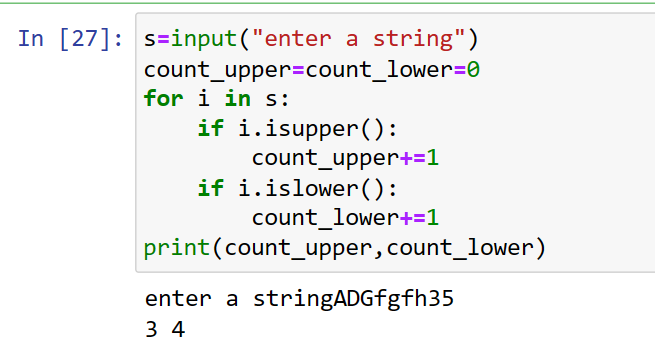 In [27]: s=input("enter a string")
count_upper=count_lower=0
for i in s:
    if i.isupper():
        count_upper+=1
    if i.islower():
        count_lower+=1
print(count_upper,count_lower)
enter a stringADGfgfh35
3 4